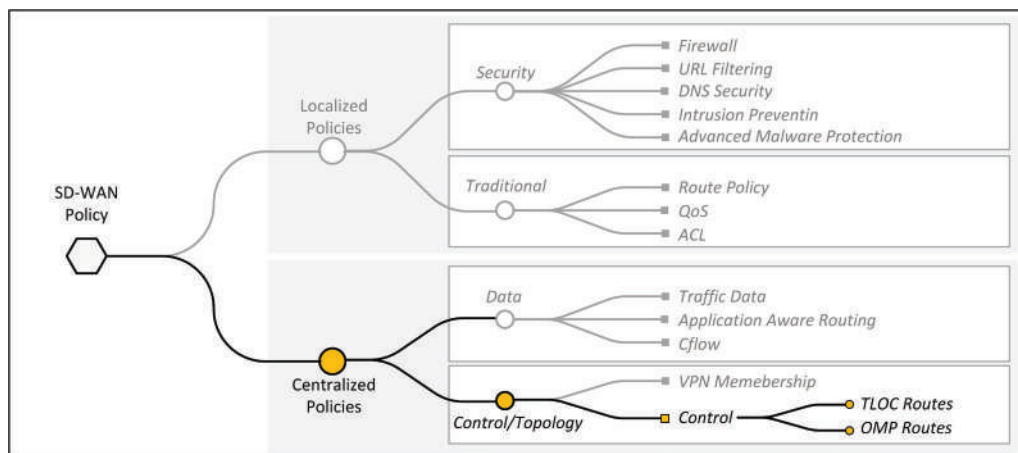 SD-WAN
Policy
Localized
Policies
Security
Firewall
URL Filtering
DNS Security
Intrusion Preventin
Advanced Malware Protection
Traditional
Route Policy
QoS
ACL
Centralized
Policies
Data
Traffic Data
Application Aware Routing
Cflow
Control/Topology
VPN Memebership
Control
TLOC Routes
OMP Routes